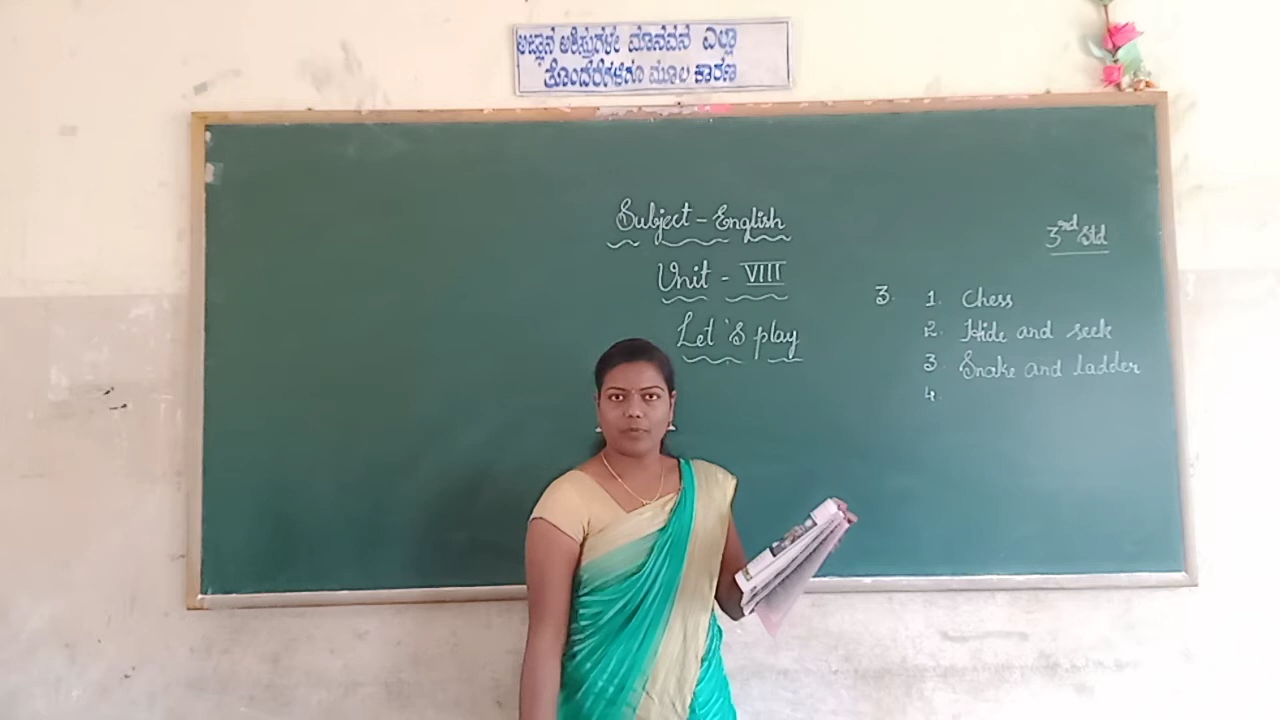 ಅಜ್ಞಾನ ಅಶಿಸ್ತುಗಳೇ ಮಾನವನ ಎಲ್ಲಾ
ತೊಂದರೆಗಳಿಗೂ ಮೂಲ ಕಾರಣ
Subject - English
3nd Std
Unit - VIII
Let's play
3. 1. Chess
2. Hide and seek
3. Snake and ladder
4.